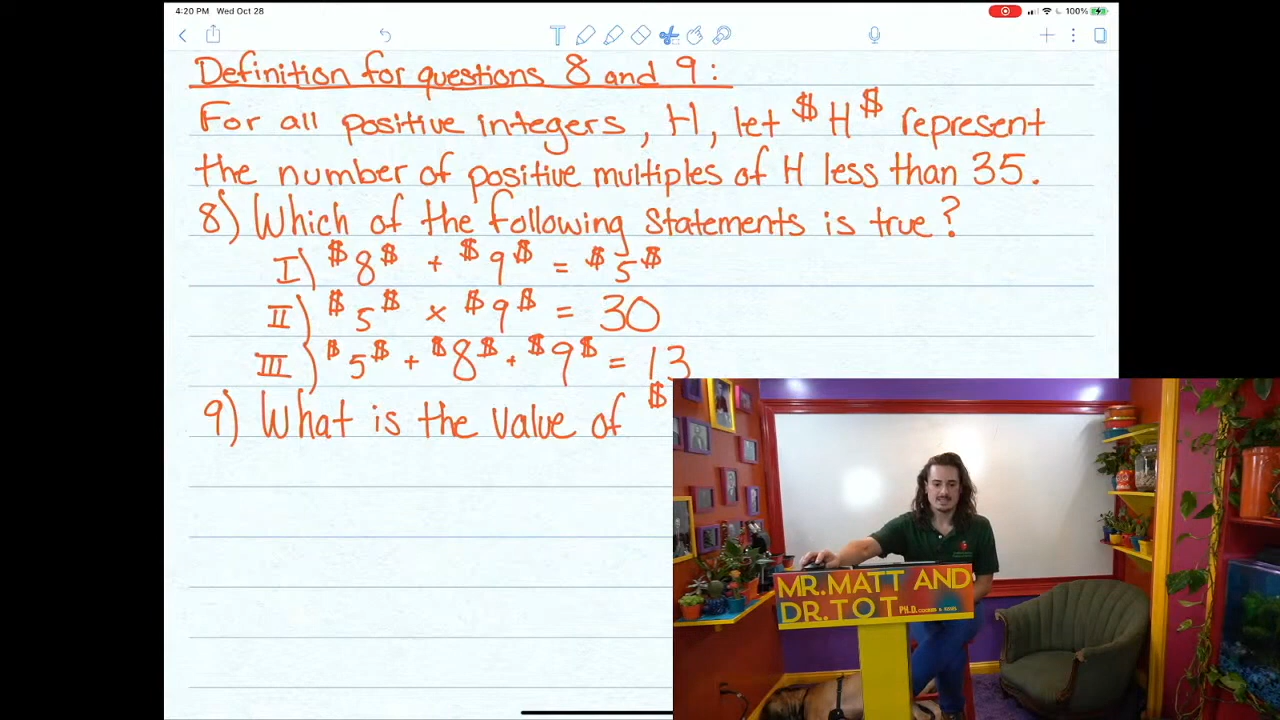 4:20 PM Wed Oct 28
100%
Definition for questions 8 and 9:
For all positive integers, H, let $H$ represent
the number of positive multiples of H less than 35.
8) Which of the following statements is true?
I) $8$ + $9$ = $5$
II) $5$ × $9$ = 30
III) $5$ + $8$ + $9$ = 13
9) What is the value of $
MR. MATT AND
DR. TOT PH.D.